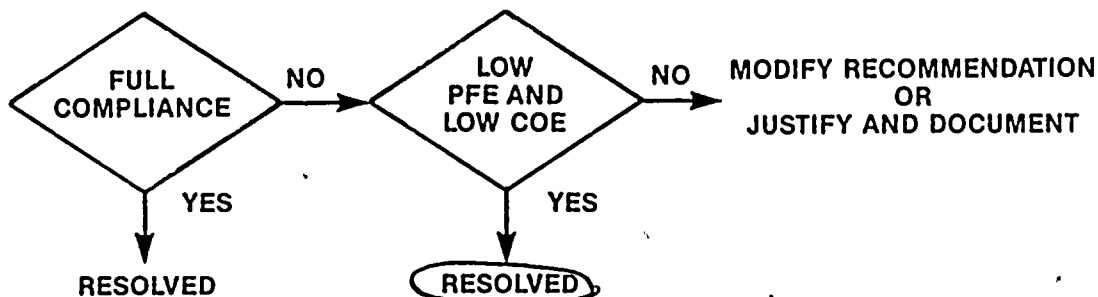 FULL
COMPLIANCE
NO
LOW
PFE AND
LOW COE
NO
MODIFY RECOMMENDATION
OR
JUSTIFY AND DOCUMENT
YES
YES
RESOLVED
RESOLVED